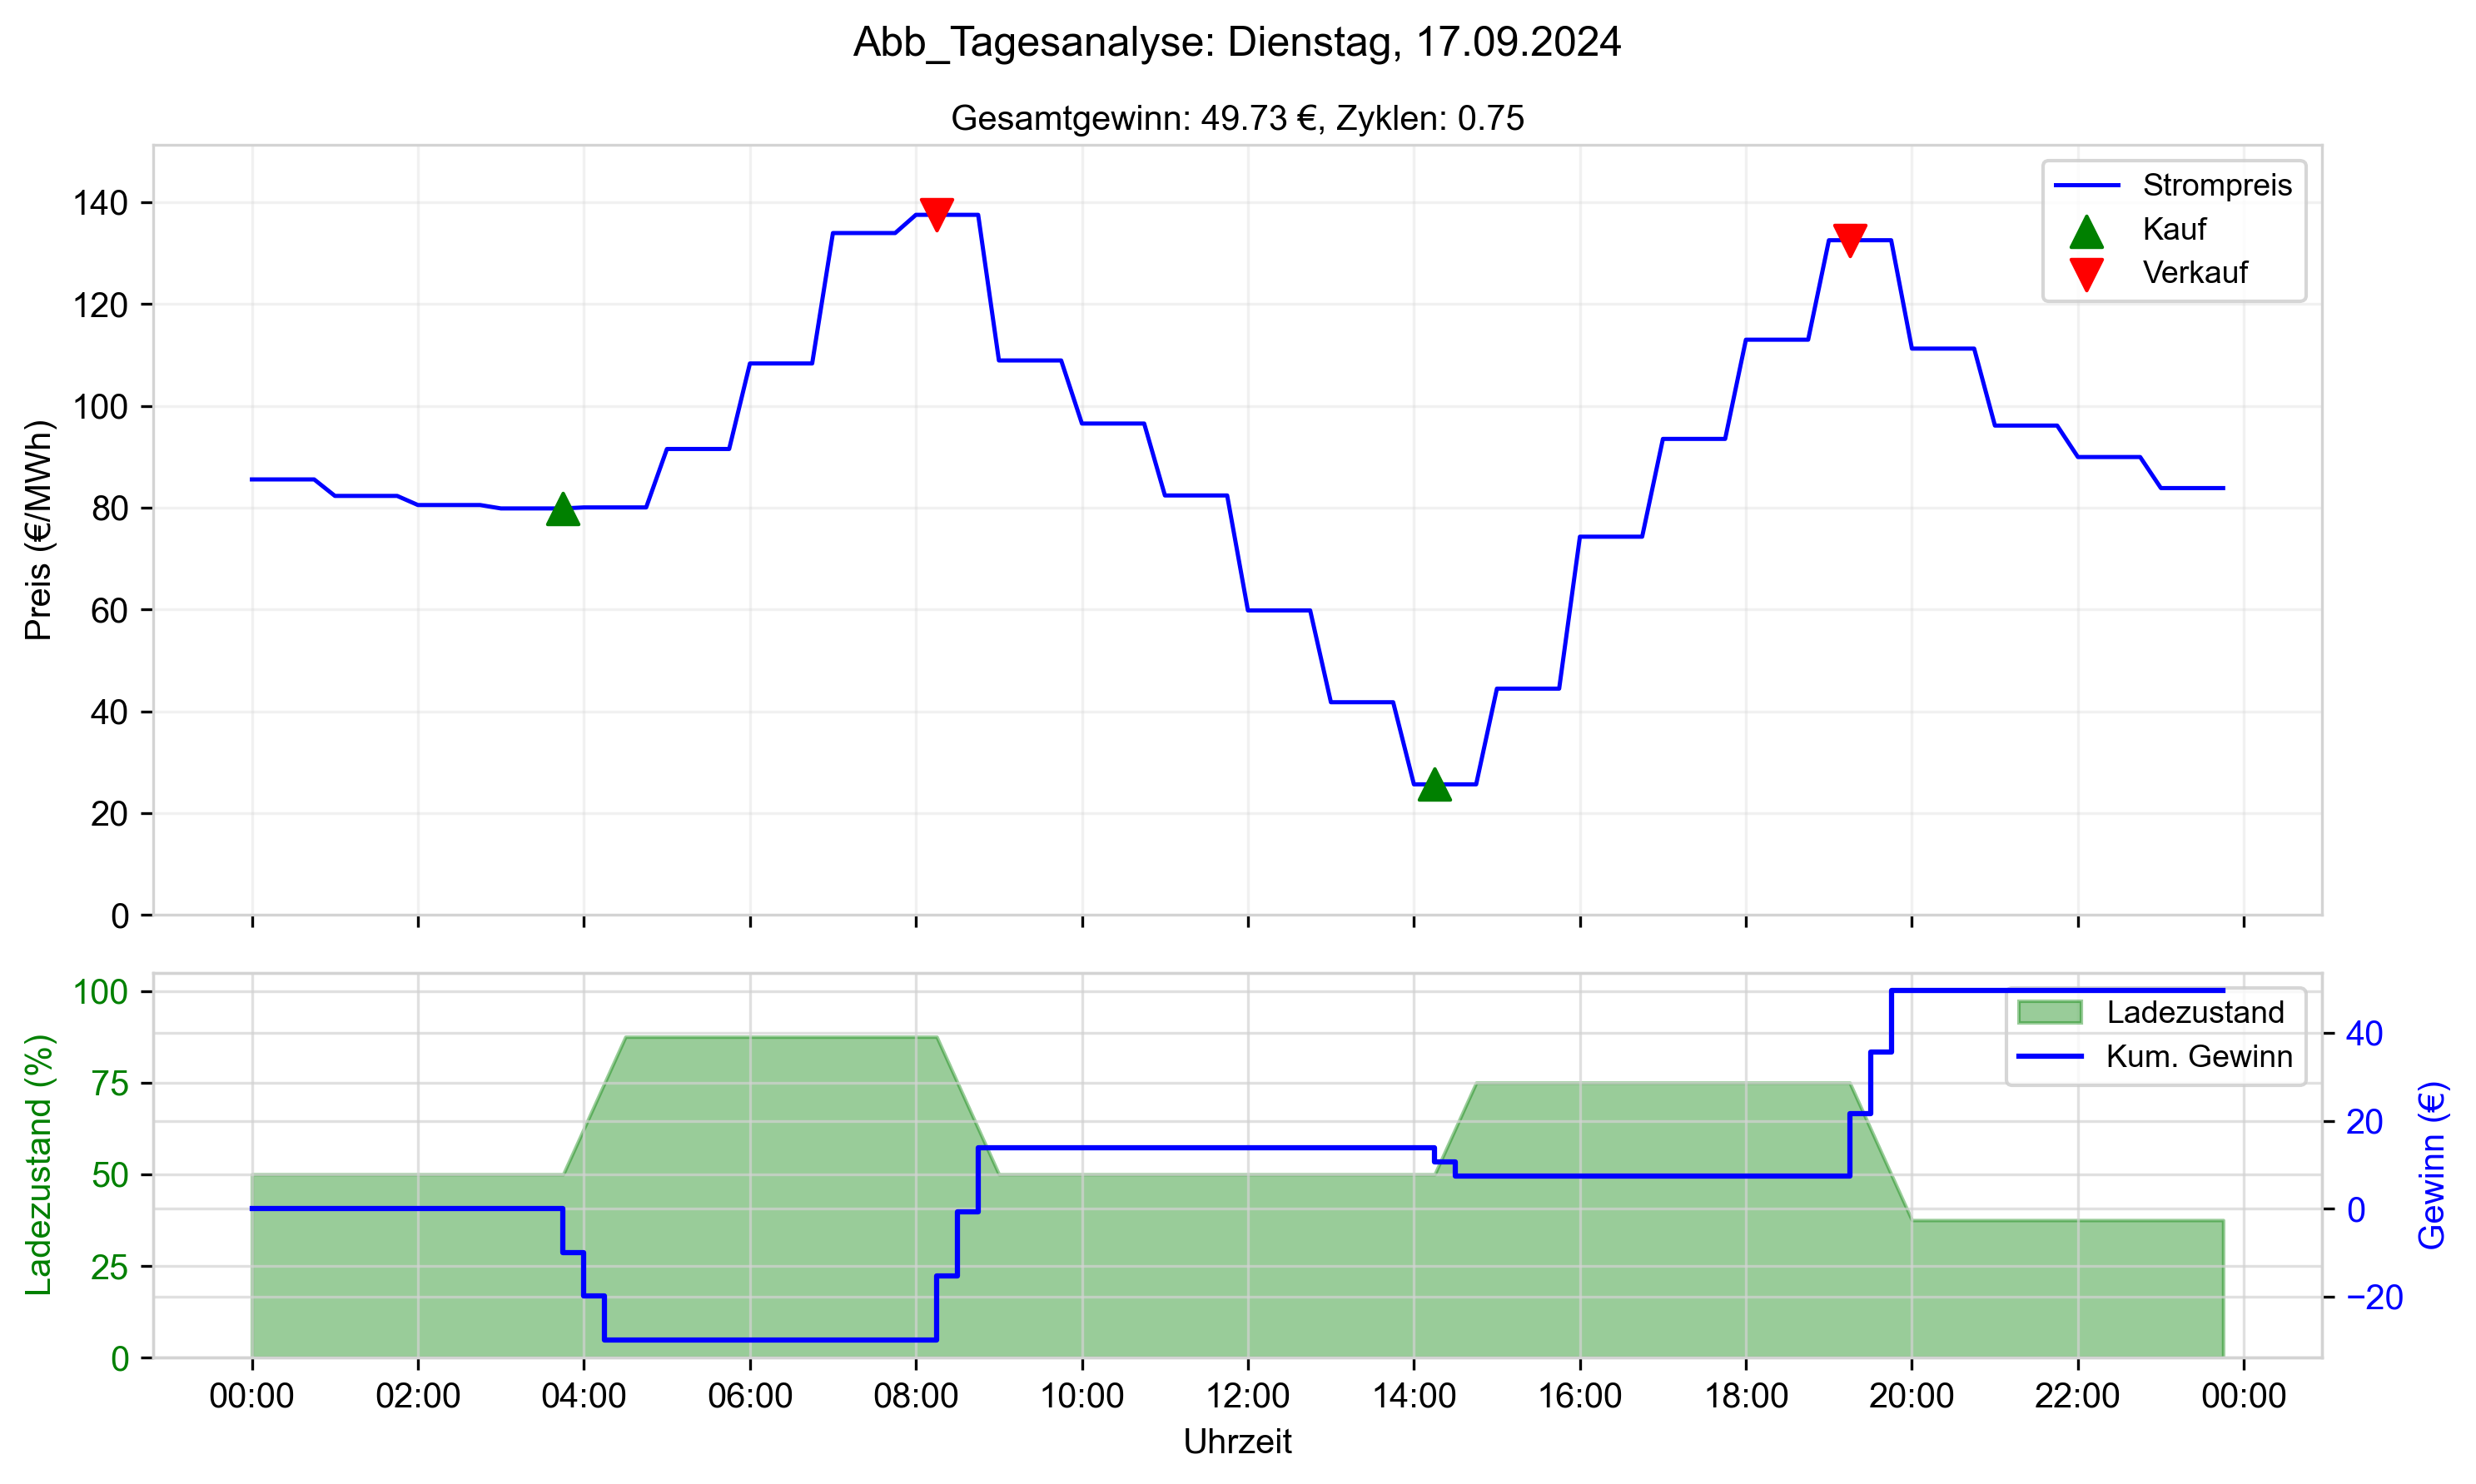 Abb_Tagesanalyse: Dienstag, 17.09.2024
Gesamtgewinn: 49.73 €, Zyklen: 0.75
Preis (€/MWh)
140
120
100
80
60
40
20
0
Strompreis
Kauf
Verkauf
Ladezustand (%)
100
75
50
25
0
Ladezustand
Kum. Gewinn
40
20
0
−20
Gewinn (€)
00:00 02:00 04:00 06:00 08:00 10:00 12:00 14:00 16:00 18:00 20:00 22:00 00:00
Uhrzeit